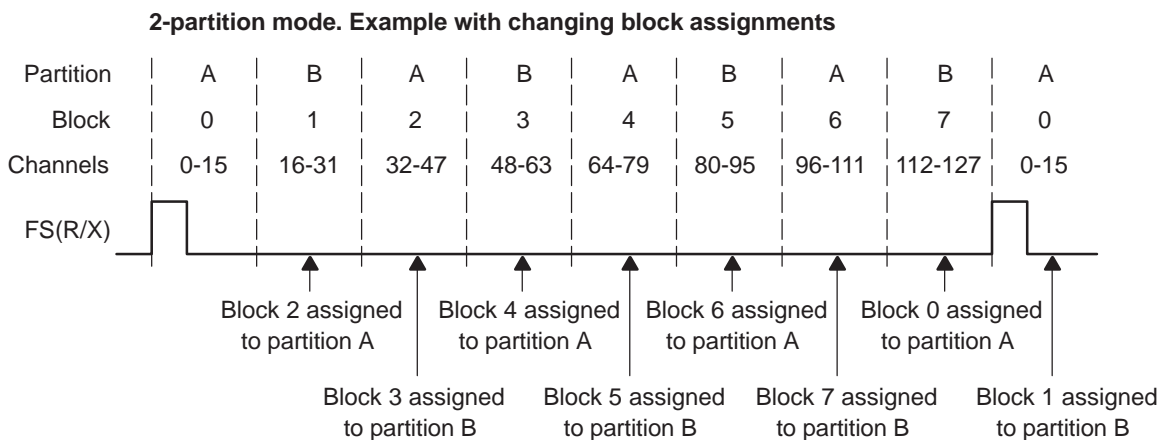 2-partition mode. Example with changing block assignments
Partition A B A B A B A B A
Block 0 1 2 3 4 5 6 7 0
Channels 0-15 16-31 32-47 48-63 64-79 80-95 96-111 112-127 0-15
FS(R/X)
Block 2 assigned
to partition A
Block 4 assigned
to partition A
Block 6 assigned
to partition A
Block 0 assigned
to partition A
Block 3 assigned
to partition B
Block 5 assigned
to partition B
Block 7 assigned
to partition B
Block 1 assigned
to partition B